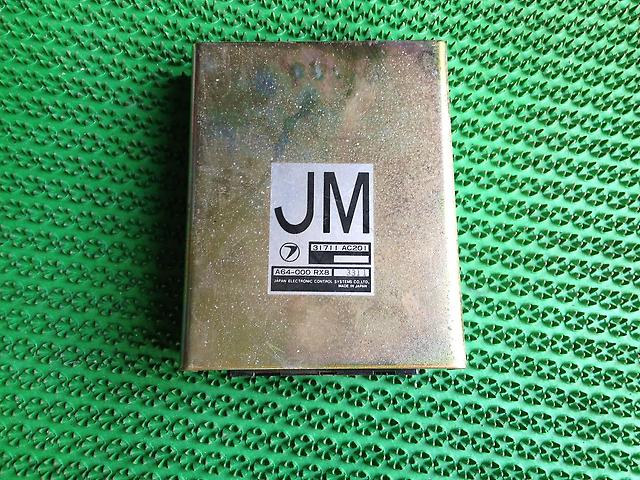 JM
31711 AC201
A64-000 RX8 3311
JAPAN ELECTRONIC CONTROL SYSTEMS CO.,LTD.
MADE IN JAPAN